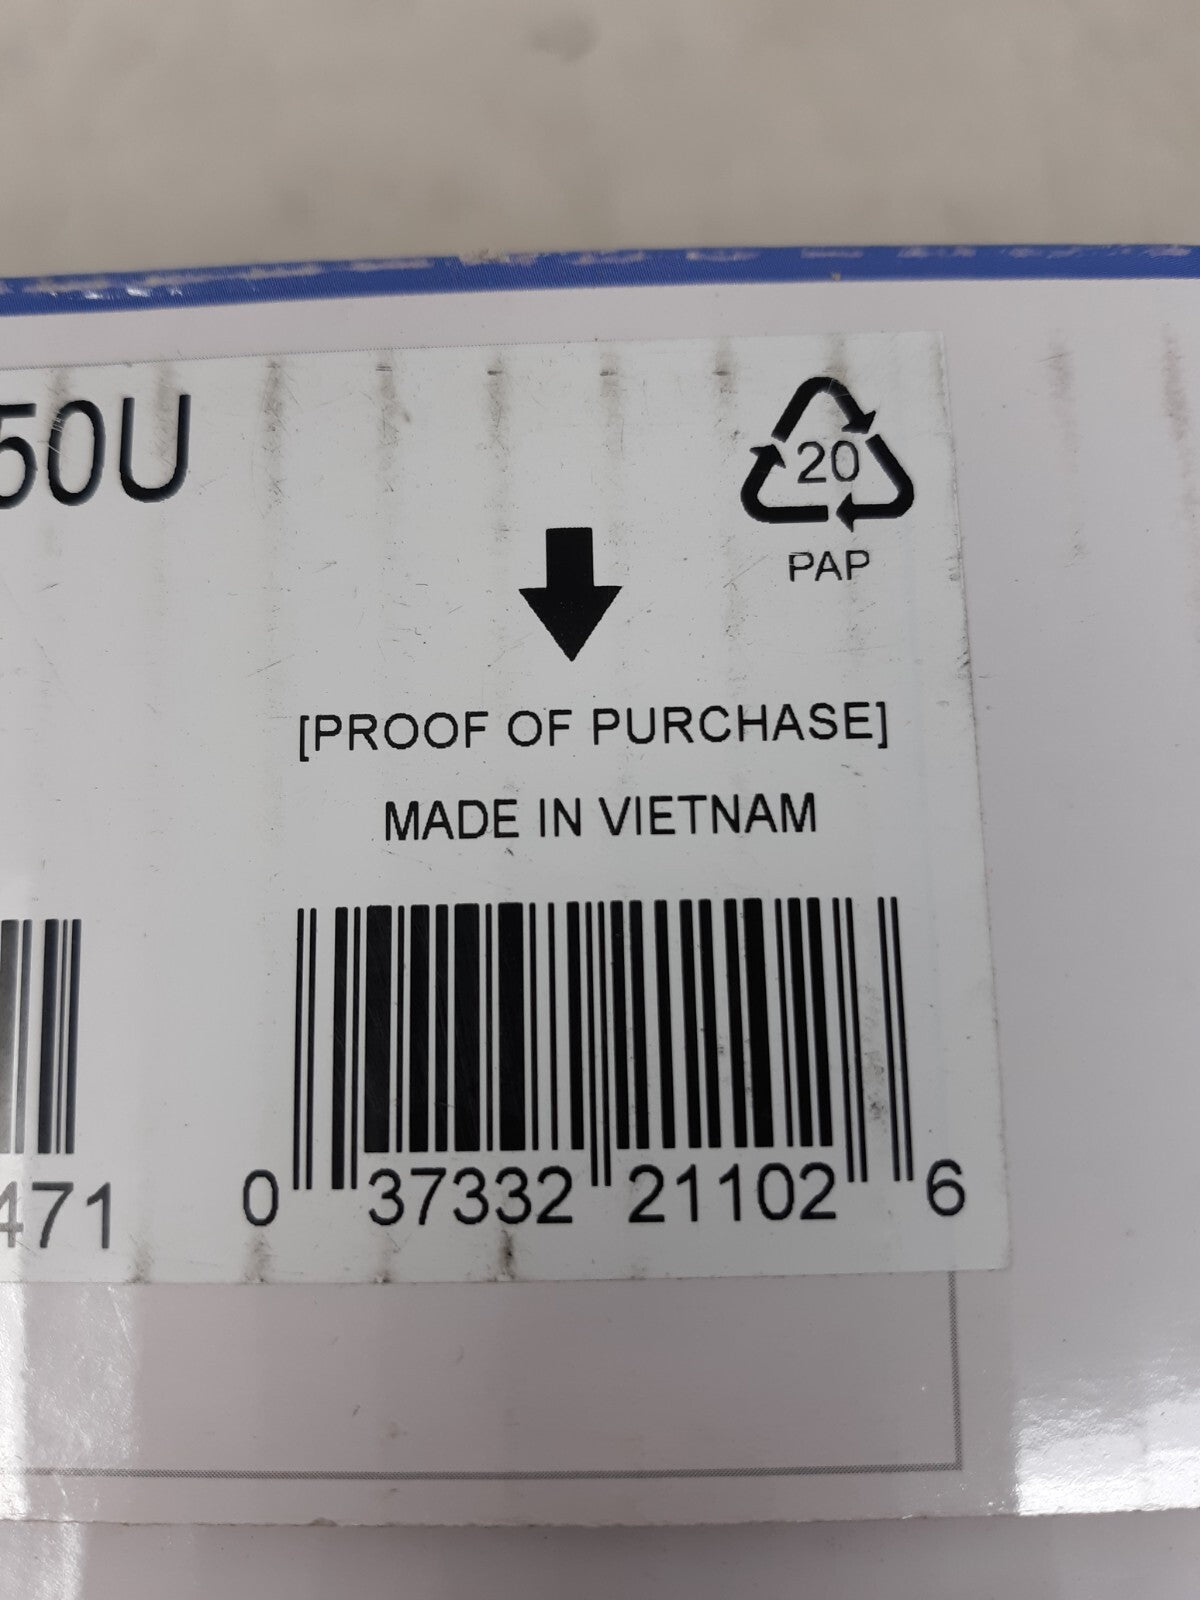 50U
20
PAP
[PROOF OF PURCHASE]
MADE IN VIETNAM
471
0 37332 21102 6